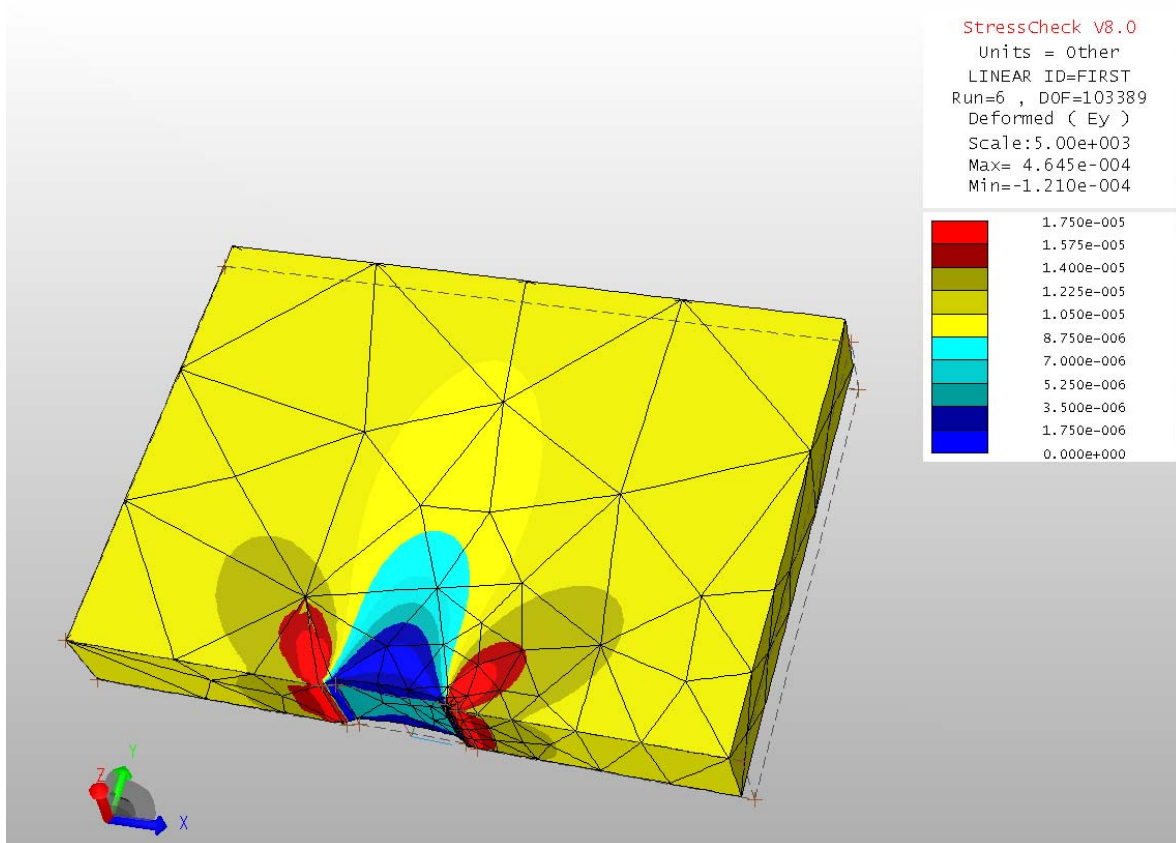 StressCheck V8.0
Units = Other
LINEAR ID=FIRST
Run=6 , DOF=103389
Deformed ( Ey )
Scale:5.00e+003
Max= 4.645e-004
Min=-1.210e-004
1.750e-005
1.575e-005
1.400e-005
1.225e-005
1.050e-005
8.750e-006
7.000e-006
5.250e-006
3.500e-006
1.750e-006
0.000e+000
Y
Z
X